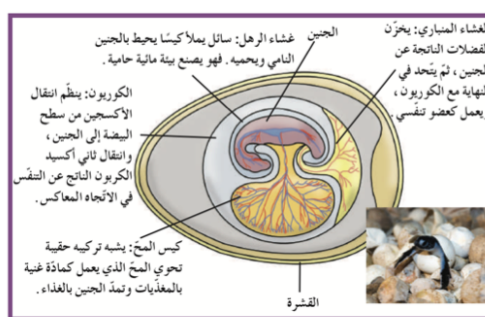 الغشاء المنباري: يخزّن
الفضلات الناتجة عن
الجنين، ثمّ يتّحد في
النهاية مع الكوريون،
ويعمل كعضو تنفّسي.
الجنين
غشاء الرهل: سائل يملأ كيسًا يحيط بالجنين
النامي ويحميه. فهو يصنع بيئة مائية حامية.
الكوريون: ينظّم انتقال
الأكسجين من سطح
البيضة إلى الجنين،
وانتقال ثاني أكسيد
الكربون الناتج عن التنفّس
في الاتّجاه المعاكس.
كيس المحّ: يشبه تركيبه حقيبة
تحوي المحّ الذي يعمل كمادّة غنية
بالمغذّيات وتمدّ الجنين بالغذاء.
القشرة